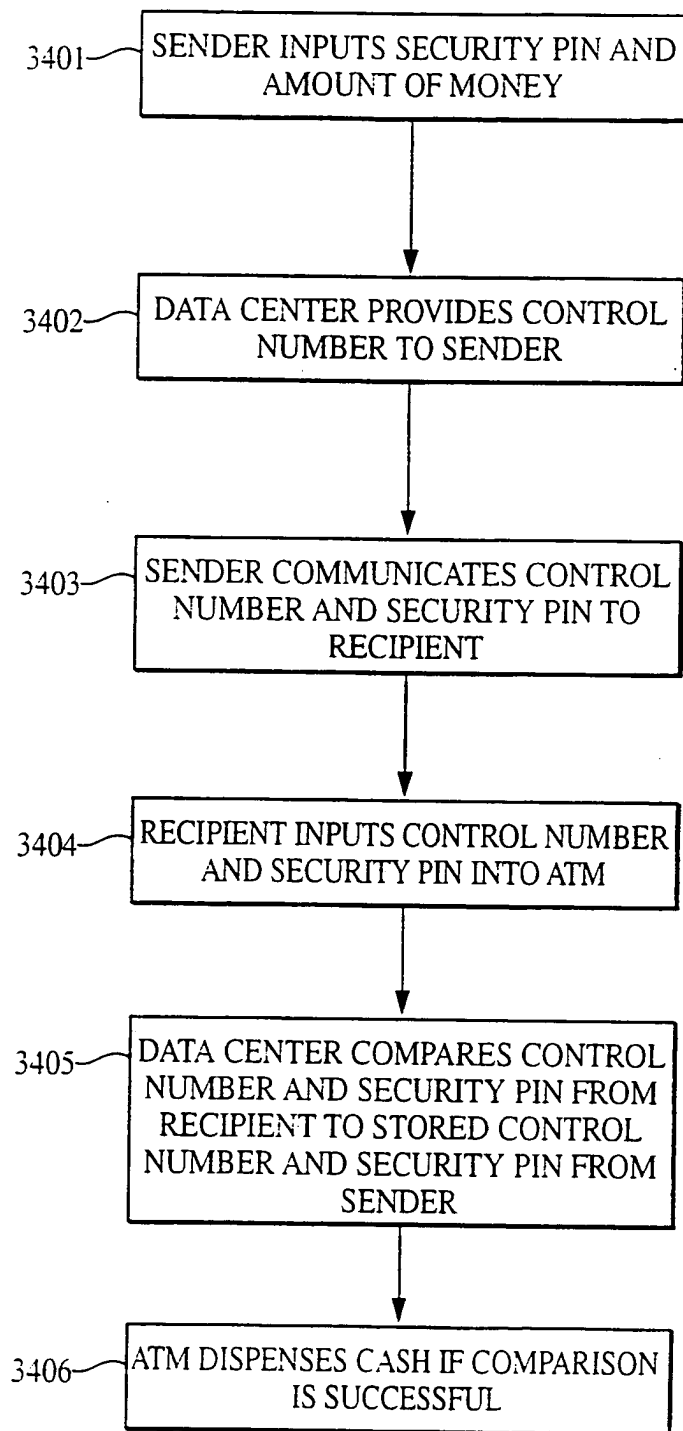 3401
SENDER INPUTS SECURITY PIN AND
AMOUNT OF MONEY
3402
DATA CENTER PROVIDES CONTROL
NUMBER TO SENDER
3403
SENDER COMMUNICATES CONTROL
NUMBER AND SECURITY PIN TO
RECIPIENT
3404
RECIPIENT INPUTS CONTROL NUMBER
AND SECURITY PIN INTO ATM
3405
DATA CENTER COMPARES CONTROL
NUMBER AND SECURITY PIN FROM
RECIPIENT TO STORED CONTROL
NUMBER AND SECURITY PIN FROM
SENDER
3406
ATM DISPENSES CASH IF COMPARISON
IS SUCCESSFUL